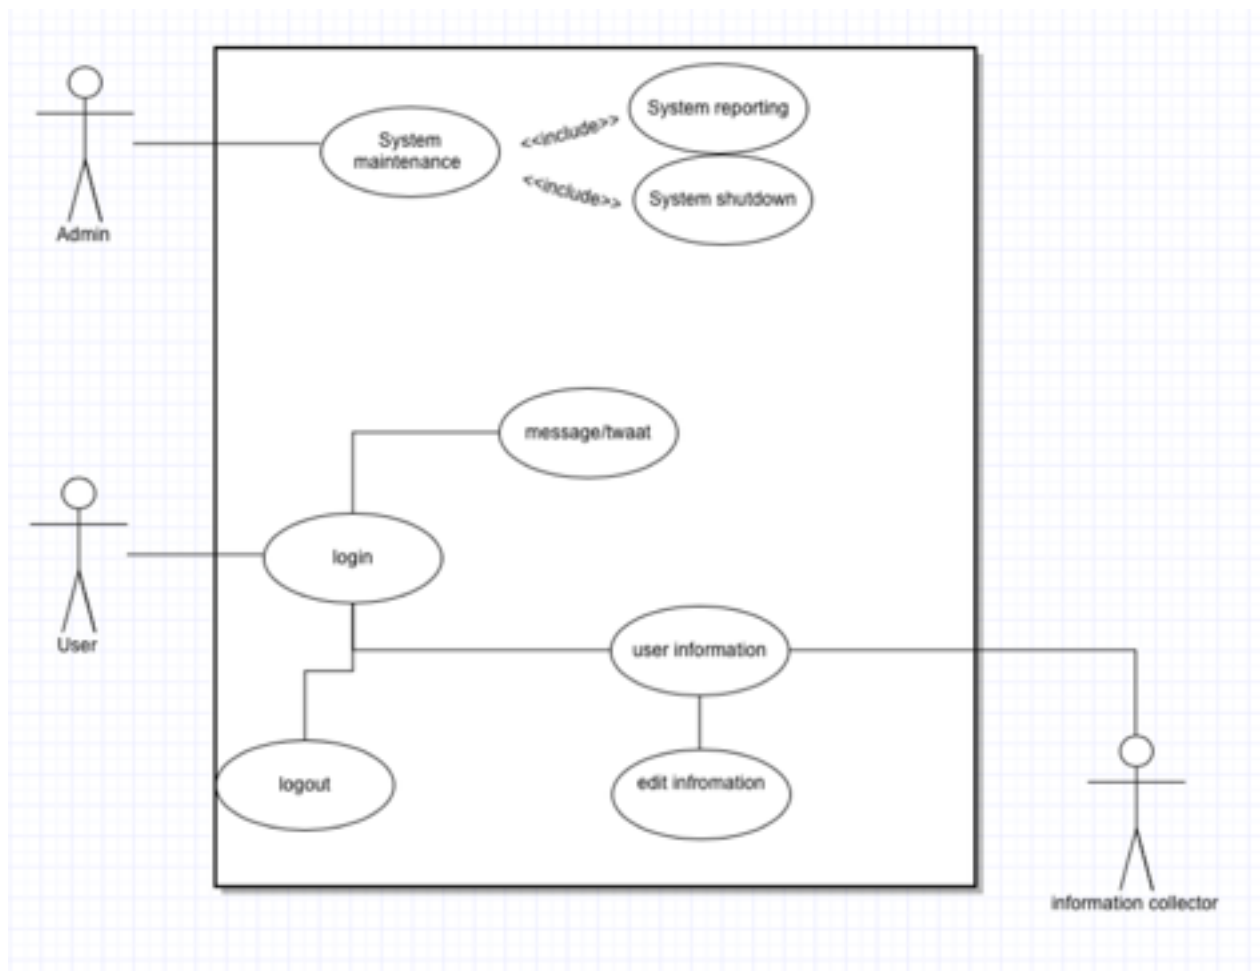 System reporting
<<include>>
System
maintenance
<<include>>
System shutdown
Admin
message/twaat
login
User
user information
logout
edit infromation
information collector